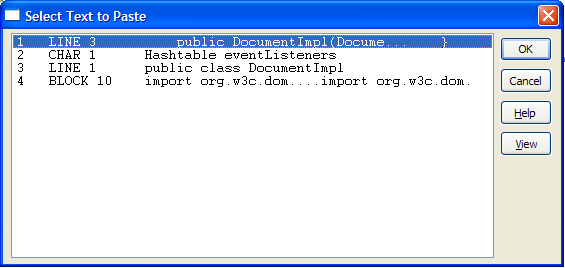 Select Text to Paste
1 LINE 3 public DocumentImpl(Docume... }
2 CHAR 1 Hashtable eventListeners
3 LINE 1 public class DocumentImpl
4 BLOCK 10 import org.w3c.dom....import org.w3c.dom.
OK
Cancel
Help
View